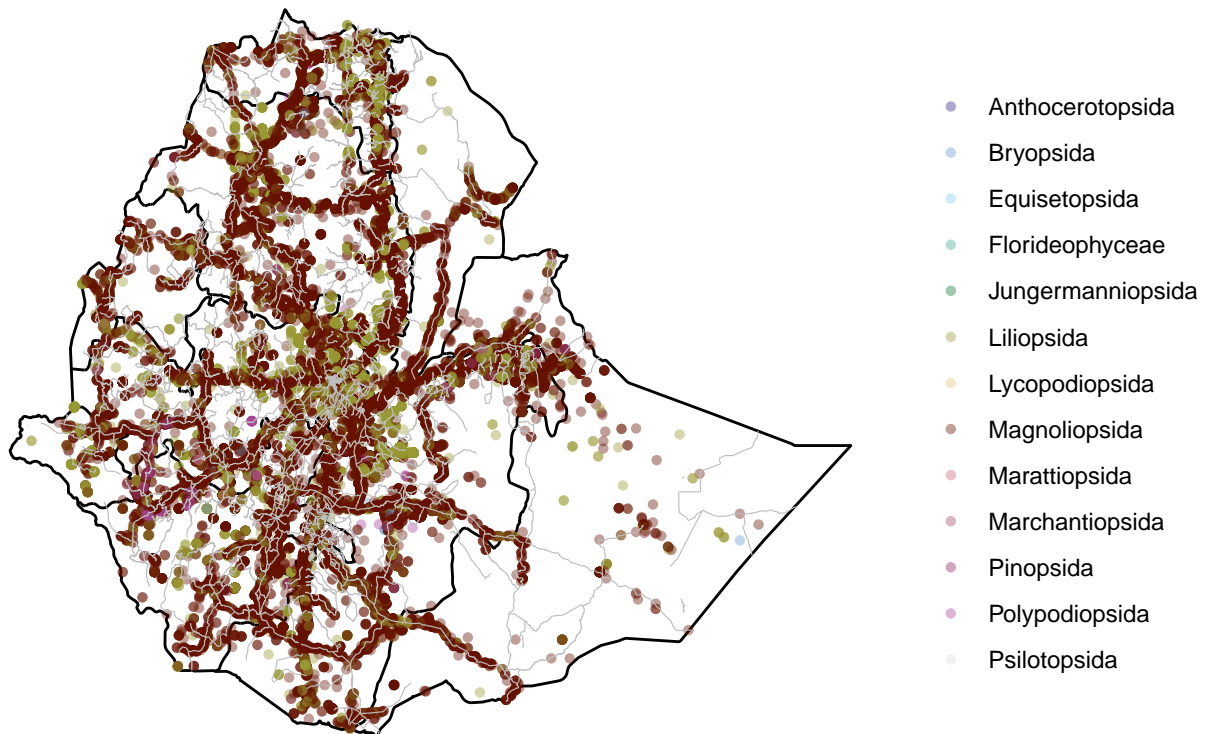 Anthocerotopsida
Bryopsida
Equisetopsida
Florideophyceae
Jungermanniopsida
Liliopsida
Lycopodiopsida
Magnoliopsida
Marattiopsida
Marchantiopsida
Pinopsida
Polypodiopsida
Psilotopsida